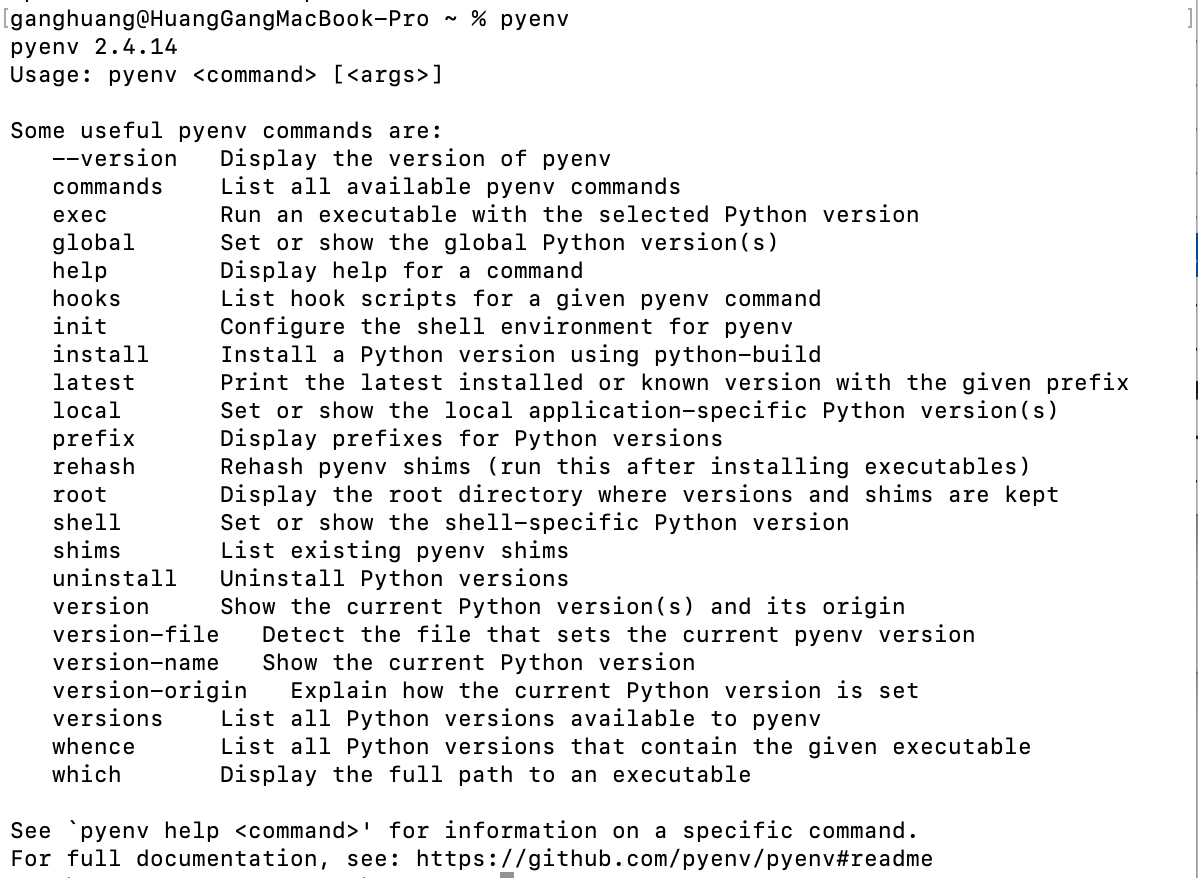 [ganghuang@HuangGangMacBook-Pro ~ % pyenv ]
pyenv 2.4.14
Usage: pyenv <command> [<args>]
Some useful pyenv commands are:
--version Display the version of pyenv
commands List all available pyenv commands
exec Run an executable with the selected Python version
global Set or show the global Python version(s)
help Display help for a command
hooks List hook scripts for a given pyenv command
init Configure the shell environment for pyenv
install Install a Python version using python-build
latest Print the latest installed or known version with the given prefix
local Set or show the local application-specific Python version(s)
prefix Display prefixes for Python versions
rehash Rehash pyenv shims (run this after installing executables)
root Display the root directory where versions and shims are kept
shell Set or show the shell-specific Python version
shims List existing pyenv shims
uninstall Uninstall Python versions
version Show the current Python version(s) and its origin
version-file Detect the file that sets the current pyenv version
version-name Show the current Python version
version-origin Explain how the current Python version is set
versions List all Python versions available to pyenv
whence List all Python versions that contain the given executable
which Display the full path to an executable
See `pyenv help <command>' for information on a specific command.
For full documentation, see: https://github.com/pyenv/pyenv#readme